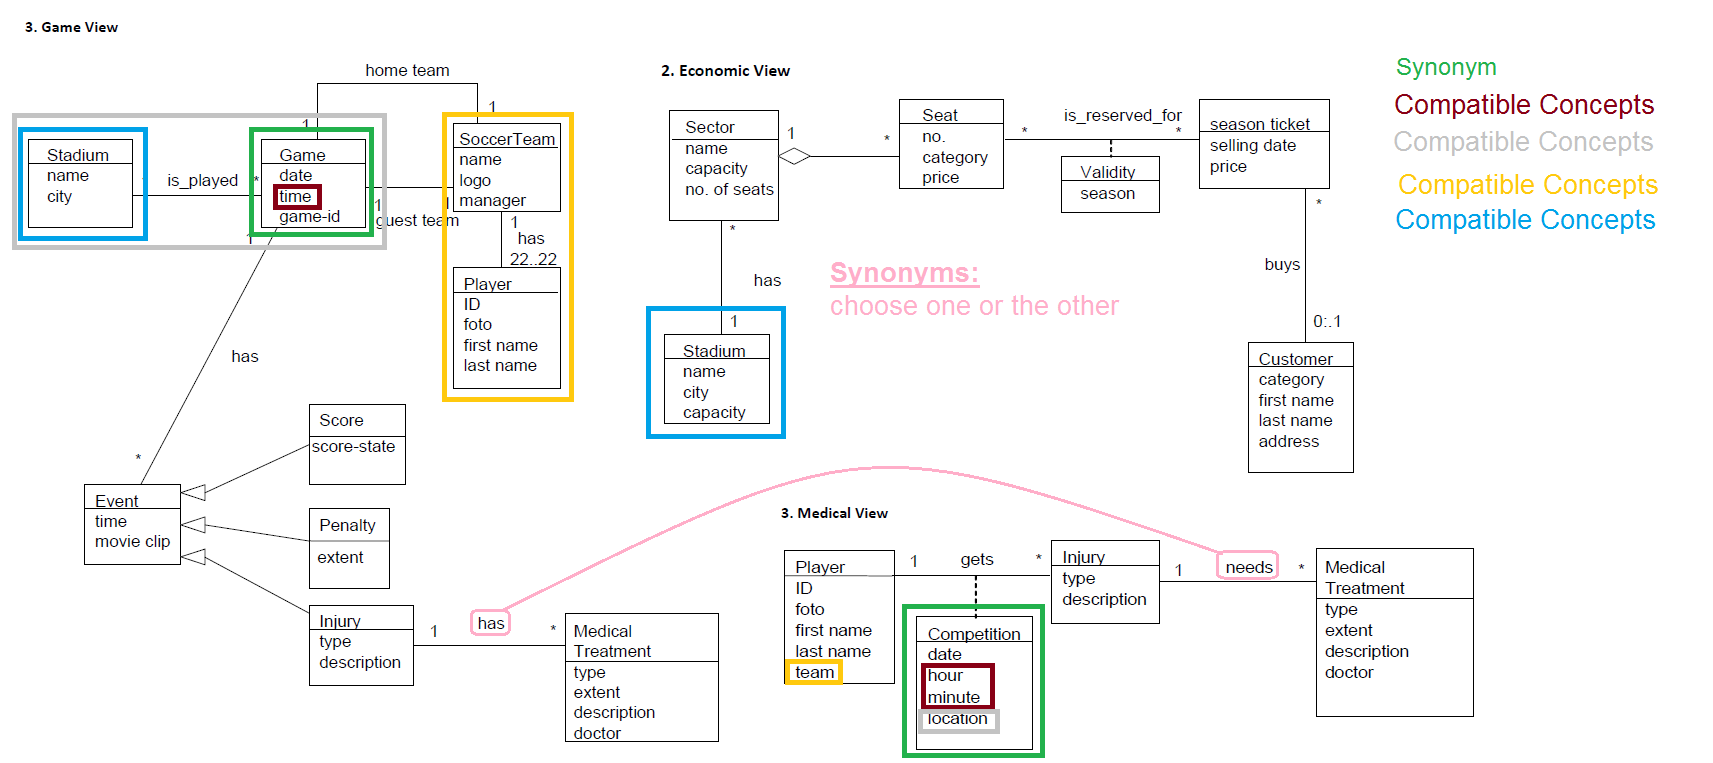 3. Game View
home team
1
1
Stadium
name
city
is_played
*
Game
date
time
game-id
1
1
guest team
1
SoccerTeam
name
logo
manager
1
has
22..22
Player
ID
foto
first name
last name
has
*
Score
score-state
Event
time
movie clip
Penalty
extent
Injury
type
description
1
has
*
Medical
Treatment
type
extent
description
doctor
2. Economic View
Sector
name
capacity
no. of seats
1
*
Seat
no.
category
price
*
is_reserved_for
*
Validity
season
season ticket
selling date
price
*
buys
0:..1
Customer
category
first name
last name
address
*
has
1
Stadium
name
city
capacity
Synonyms:
choose one or the other
Synonym
Compatible Concepts
Compatible Concepts
Compatible Concepts
Compatible Concepts
3. Medical View
Player
ID
foto
first name
last name
team
1
gets
*
Competition
date
hour
minute
location
Injury
type
description
1
needs
*
Medical
Treatment
type
extent
description
doctor